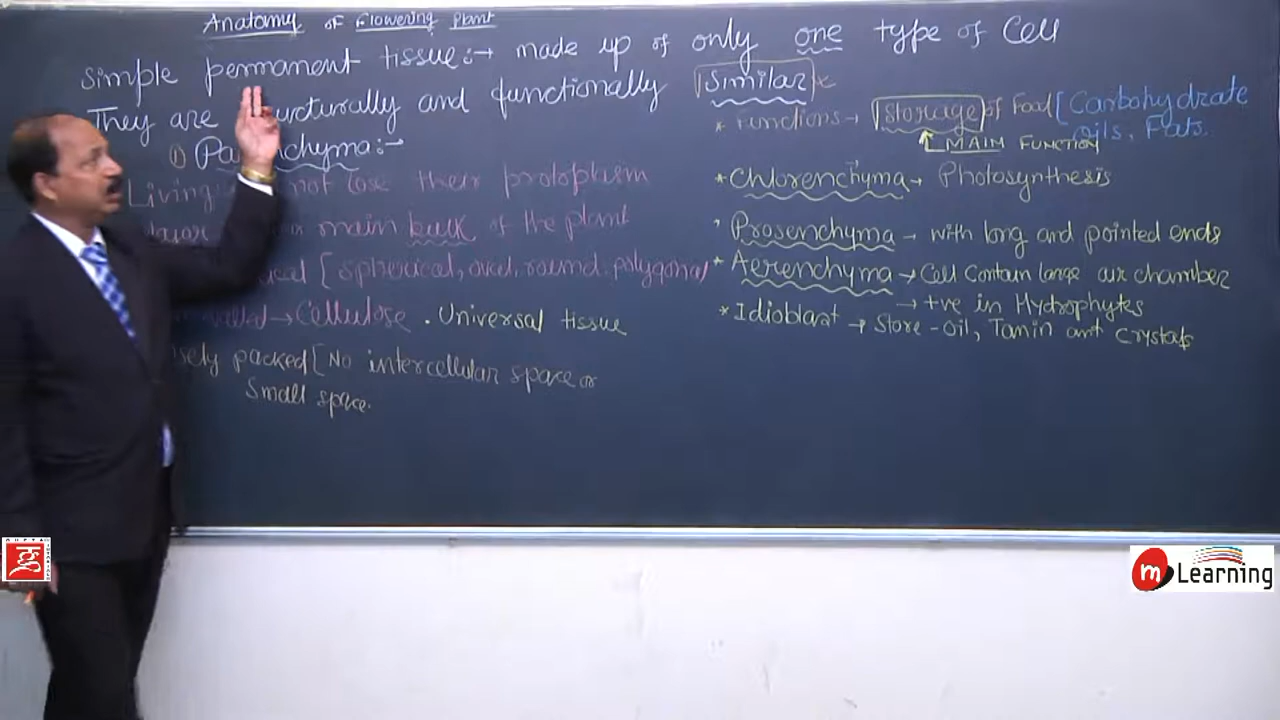 Anatomy of Flowering Plant
Simple permanent tissue:→ made up of only one type of Cell
They are and functionally Similar
① :→
Living not lose their protoplasm
main bulk of the plant
[spherical, oval, round, polygonal
→ Cellulose . Universal tissue
packed [No intercellular space or
Small space.
* Functions → Storage of Food [Carbohydrate
Oils, Fats.
MAIN FUNCTION
* Chlorenchyma → Photosynthesis
* Prosenchyma → with long and pointed ends
* Aerenchyma → Cell Contain large air chamber
→ +ve in Hydrophytes
* Idioblant → Store - Oil, Tanin and Crystals
m Learning